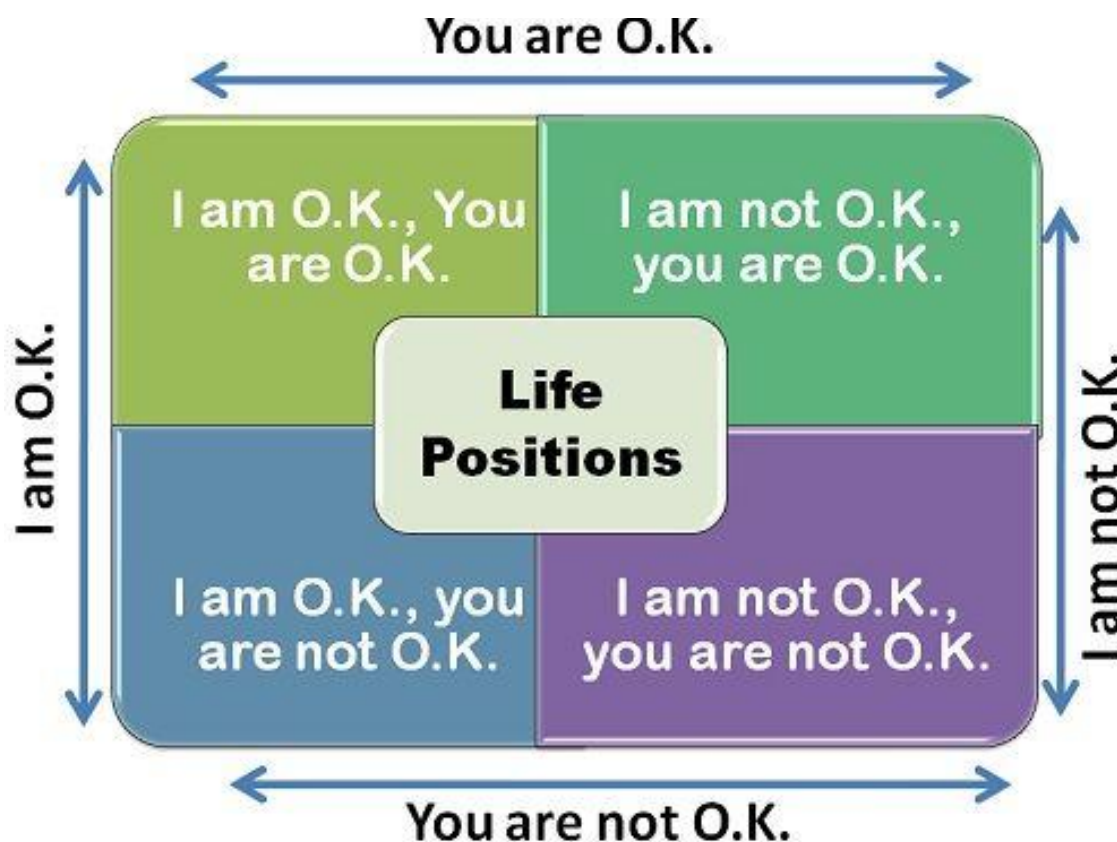 You are O.K.
I am O.K., You
are O.K.
I am not O.K.,
you are O.K.
I am O.K.
Life
Positions
I am not O.K.
I am O.K., you
are not O.K.
I am not O.K.,
you are not O.K.
You are not O.K.